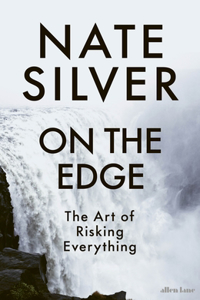 NATE
SILVER
ON THE
EDGE
The Art of
Risking
Everything
allen lane